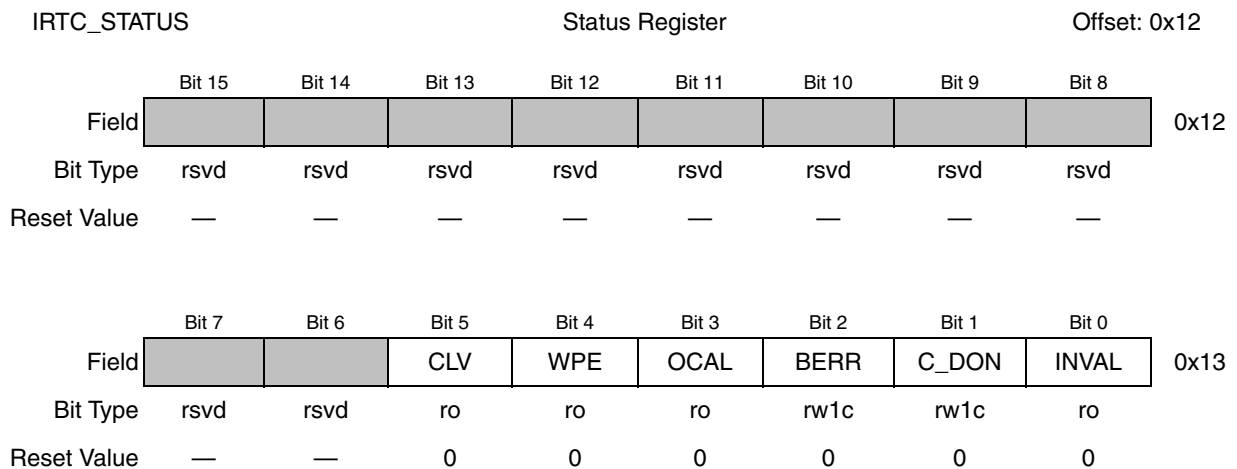 IRTC_STATUS Status Register Offset: 0x12
Bit 15 Bit 14 Bit 13 Bit 12 Bit 11 Bit 10 Bit 9 Bit 8
Field 0x12
Bit Type rsvd rsvd rsvd rsvd rsvd rsvd rsvd rsvd
Reset Value — — — — — — — —
Bit 7 Bit 6 Bit 5 Bit 4 Bit 3 Bit 2 Bit 1 Bit 0
Field CLV WPE OCAL BERR C_DON INVAL 0x13
Bit Type rsvd rsvd ro ro ro rw1c rw1c ro
Reset Value — — 0 0 0 0 0 0